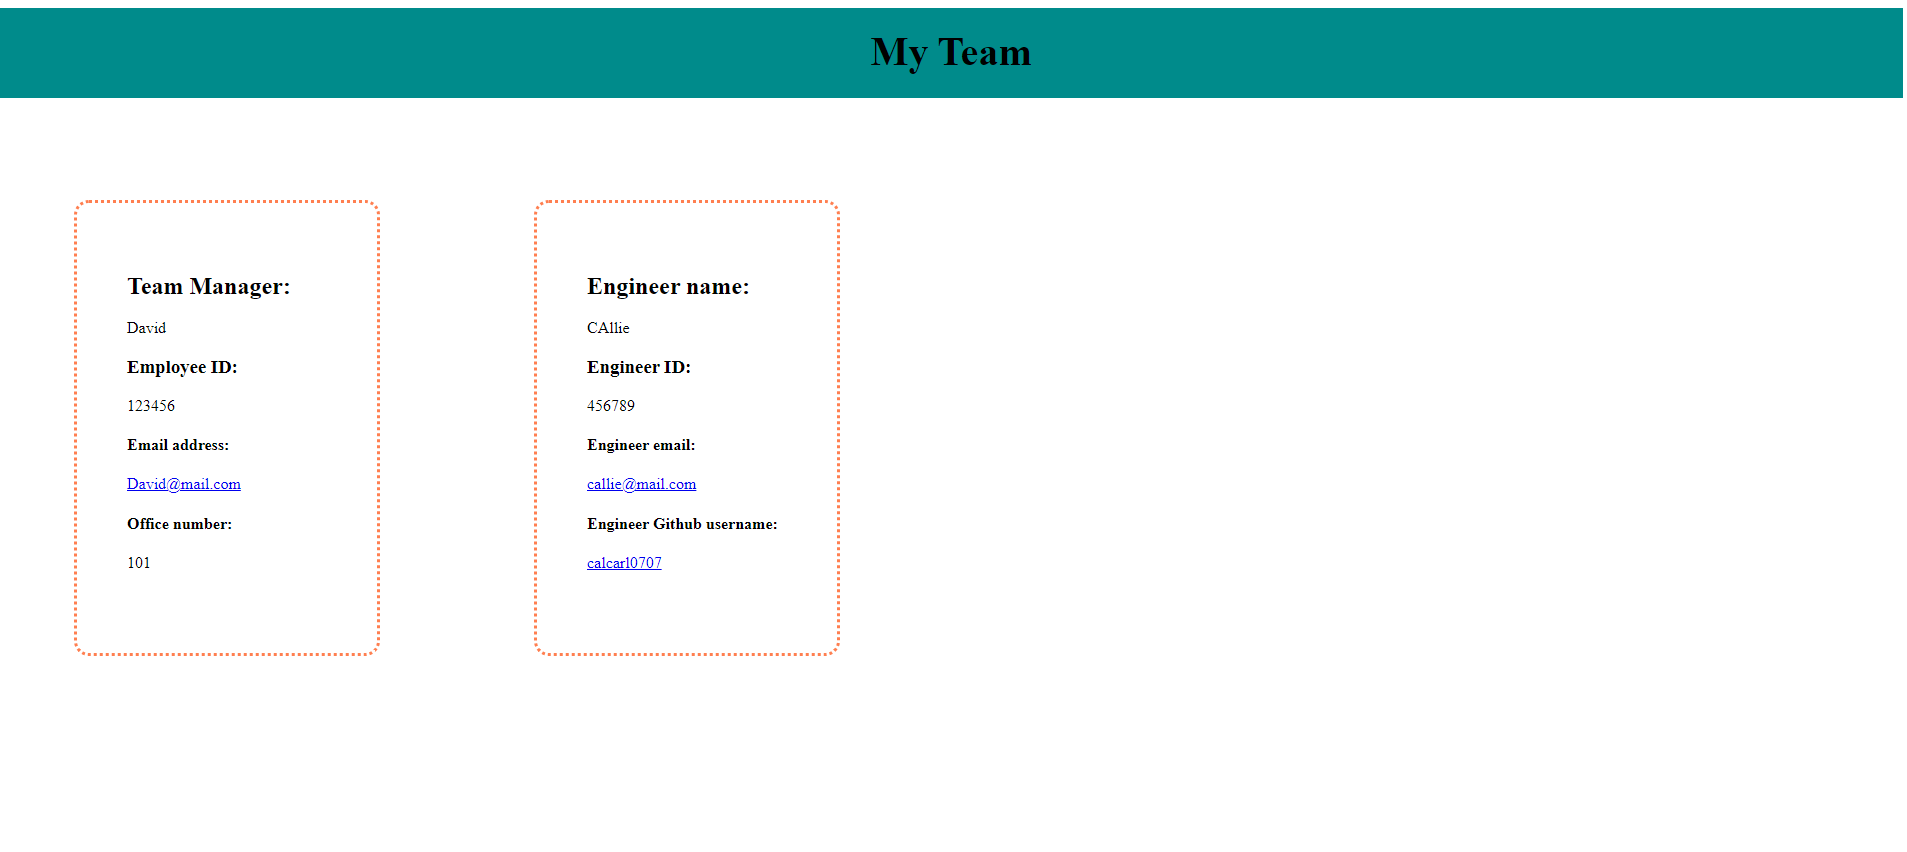 My Team
Team Manager:
David
Employee ID:
123456
Email address:
David@mail.com
Office number:
101
Engineer name:
CAllie
Engineer ID:
456789
Engineer email:
callie@mail.com
Engineer Github username:
calcarl0707